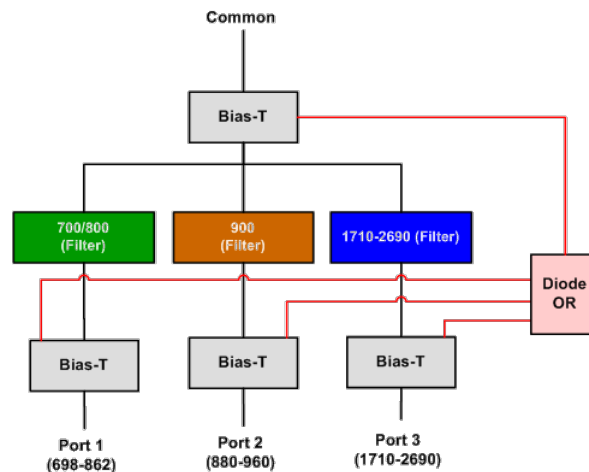 Common
Bias-T
700/800
(Filter)
900
(Filter)
1710-2690 (Filter)
Diode
OR
Bias-T
Bias-T
Bias-T
Port 1
(698-862)
Port 2
(880-960)
Port 3
(1710-2690)